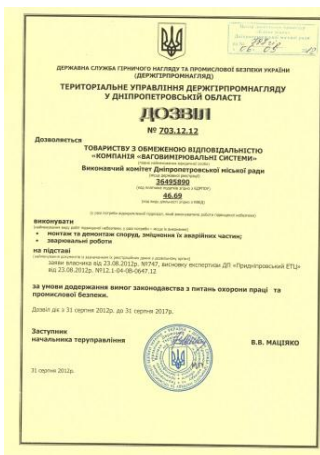 ДЕРЖАВНА СЛУЖБА ГІРНИЧОГО НАГЛЯДУ ТА ПРОМИСЛОВОЇ БЕЗПЕКИ УКРАЇНИ
(ДЕРЖГІРПРОМНАГЛЯД)
ТЕРИТОРІАЛЬНЕ УПРАВЛІННЯ ДЕРЖГІРПРОМНАГЛЯДУ
У ДНІПРОПЕТРОВСЬКІЙ ОБЛАСТІ
ДОЗВІЛ
№ 703.12.12
Дозволяється
ТОВАРИСТВУ З ОБМЕЖЕНОЮ ВІДПОВІДАЛЬНІСТЮ
«КОМПАНІЯ «ВАГОВИМІРЮВАЛЬНІ СИСТЕМИ»
Виконавчий комітет Дніпропетровської міської ради
36495890
46.69
виконувати
• монтаж та демонтаж споруд, зміцнення їх аварійних частин;
• зварювальні роботи
на підставі
заяви власника від 23.08.2012р. №747, висновку експертизи ДП «Придніпровський ЕТЦ»
від 23.08.2012р. №12.1-04-08-0647.12
за умови додержання вимог законодавства з питань охорони праці та
промислової безпеки.
Дозвіл діє з 31 серпня 2012р. до 31 серпня 2017р.
Заступник
начальника теруправління
В.В. МАЦІЯКО
31 серпня 2012р.